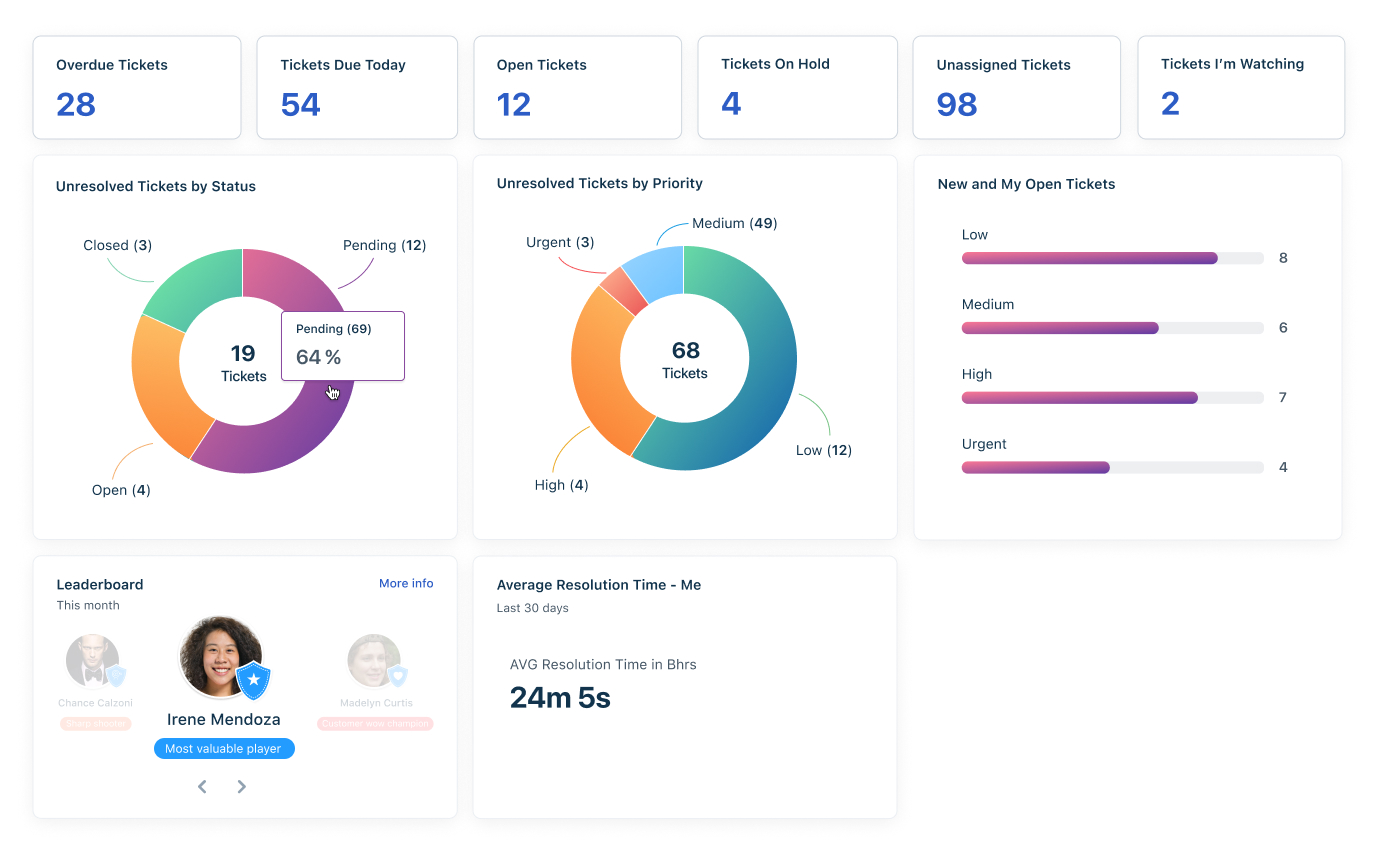 Overdue Tickets
28
Tickets Due Today
54
Open Tickets
12
Tickets On Hold
4
Unassigned Tickets
98
Tickets I’m Watching
2
Unresolved Tickets by Status
Closed (3)
Pending (12)
19
Tickets
Pending (69)
64 %
Open (4)
Unresolved Tickets by Priority
Medium (49)
Urgent (3)
68
Tickets
Low (12)
High (4)
New and My Open Tickets
Low
8
Medium
6
High
7
Urgent
4
Leaderboard
More info
This month
Chance Calzoni
Sharp shooter
Irene Mendoza
Most valuable player
Madelyn Curtis
Customer wow champion
Average Resolution Time - Me
Last 30 days
AVG Resolution Time in Bhrs
24m 5s